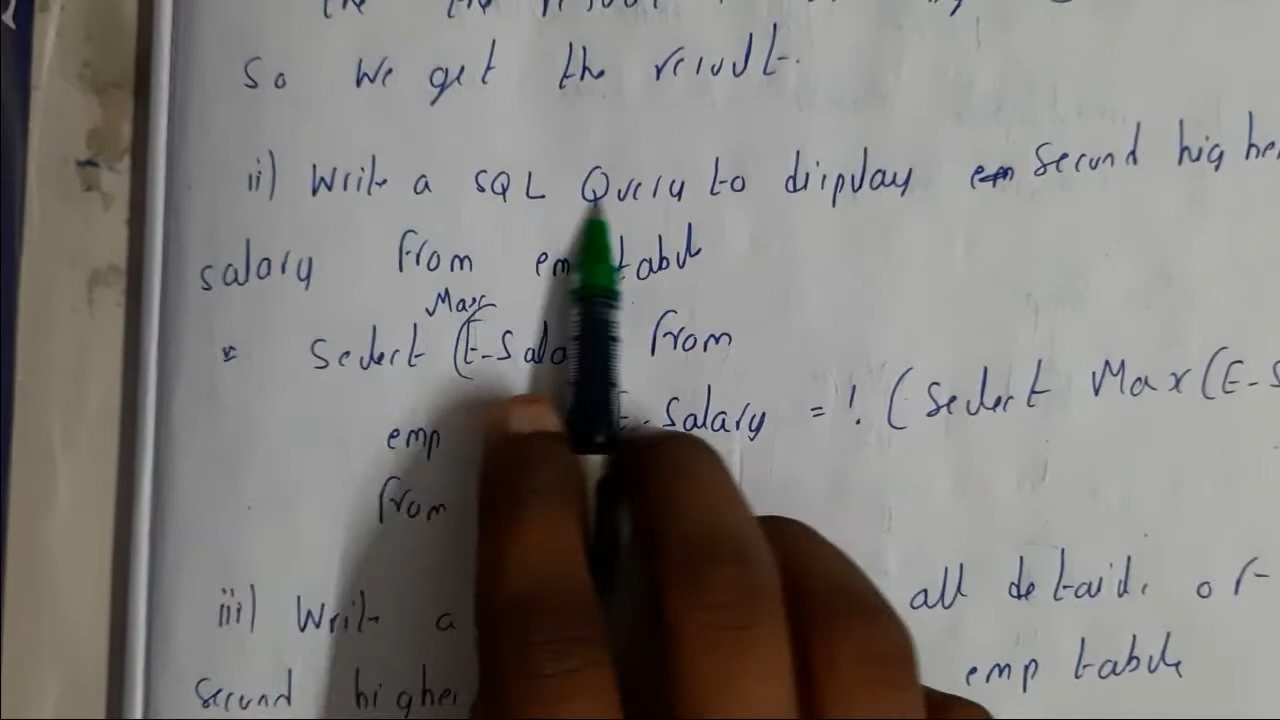 So we get the result.
ii) Write a SQL Query to display Second highe
salary from emp table
Max
= Select (E-Sala from
emp E-Salary =! (Select Max(E-S
from
iii) Write a all details of
Second highe emp table